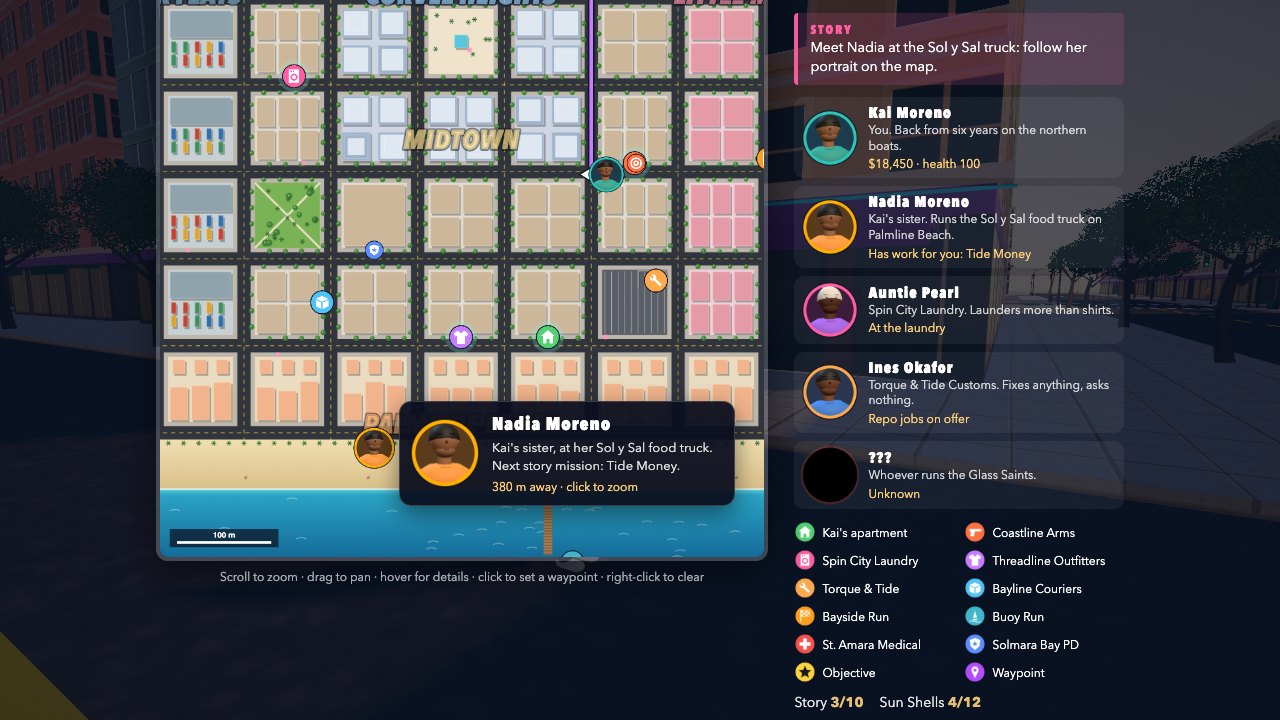 MIDTOWN
Nadia Moreno
Kai's sister, at her Sol y Sal food truck.
Next story mission: Tide Money.
380 m away · click to zoom
100 m
Scroll to zoom · drag to pan · hover for details · click to set a waypoint · right-click to clear
STORY
Meet Nadia at the Sol y Sal truck: follow her
portrait on the map.
Kai Moreno
You. Back from six years on the northern
boats.
$18,450 · health 100
Nadia Moreno
Kai's sister. Runs the Sol y Sal food truck on
Palmline Beach.
Has work for you: Tide Money
Auntie Pearl
Spin City Laundry. Launders more than shirts.
At the laundry
Ines Okafor
Torque & Tide Customs. Fixes anything, asks
nothing.
Repo jobs on offer
???
Whoever runs the Glass Saints.
Unknown
Kai's apartment
Coastline Arms
Spin City Laundry
Threadline Outfitters
Torque & Tide
Bayline Couriers
Bayside Run
Buoy Run
St. Amara Medical
Solmara Bay PD
Objective
Waypoint
Story 3/10 Sun Shells 4/12